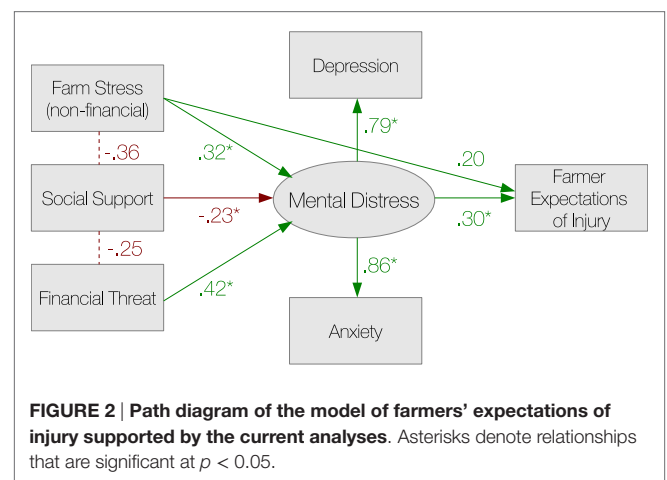 Depression
Farm Stress
(non-financial)
.79*
.32*
-.36
.20
Social Support
Mental Distress
Farmer
Expectations
of Injury
-.23*
.30*
-.25
.86*
Financial Threat
.42*
Anxiety
FIGURE 2 | Path diagram of the model of farmers’ expectations of
injury supported by the current analyses. Asterisks denote relationships
that are significant at p < 0.05.